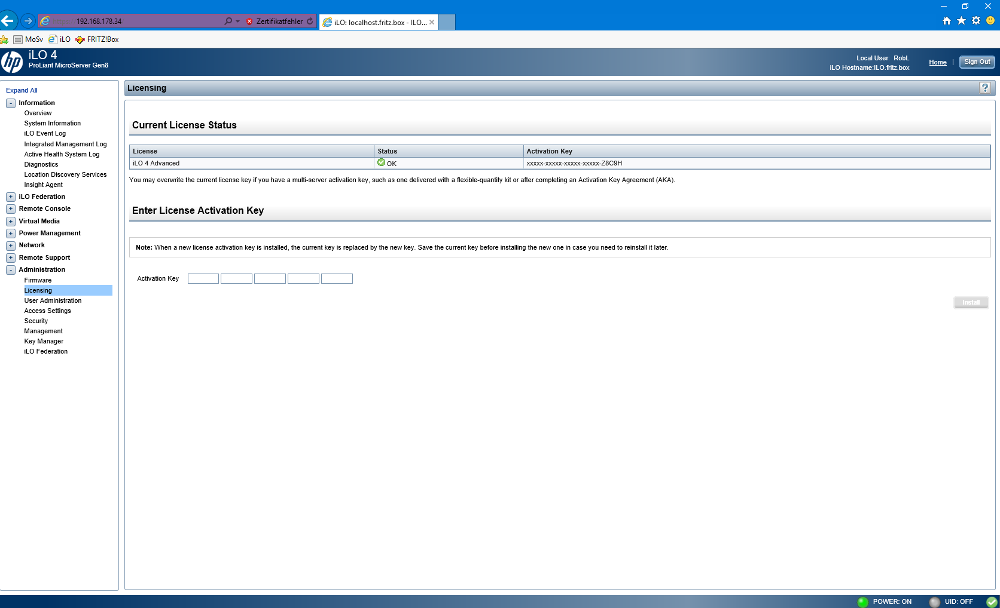 https://192.168.178.34
Zertifikatfehler
iLO: localhost.fritz.box - ILO...
MoSv
iLO
FRITZ!Box
hp
iLO 4
ProLiant MicroServer Gen8
Local User: RobL
iLO Hostname:ILO.fritz.box
Home | Sign Out
Expand All
- Information
Overview
System Information
iLO Event Log
Integrated Management Log
Active Health System Log
Diagnostics
Location Discovery Services
Insight Agent
+ iLO Federation
+ Remote Console
+ Virtual Media
+ Power Management
+ Network
+ Remote Support
- Administration
Firmware
Licensing
User Administration
Access Settings
Security
Management
Key Manager
iLO Federation
Licensing
?
Current License Status
License Status Activation Key
iLO 4 Advanced OK xxxxx-xxxxx-xxxxx-xxxxx-Z8C9H
You may overwrite the current license key if you have a multi-server activation key, such as one delivered with a flexible-quantity kit or after completing an Activation Key Agreement (AKA).
Enter License Activation Key
Note: When a new license activation key is installed, the current key is replaced by the new key. Save the current key before installing the new one in case you need to reinstall it later.
Activation Key
Install
POWER: ON
UID: OFF